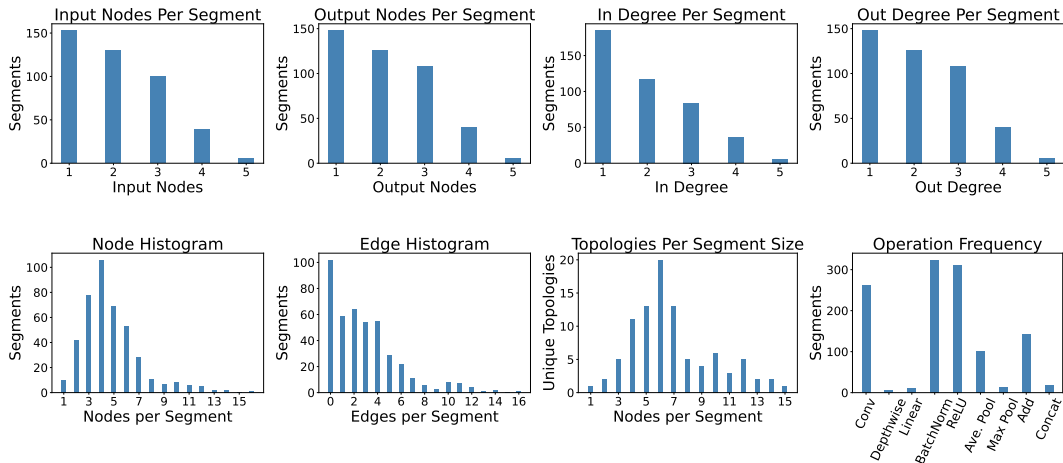 Input Nodes Per Segment
Segments
150
100
50
0
1 2 3 4 5
Input Nodes
Output Nodes Per Segment
Segments
150
100
50
0
1 2 3 4 5
Output Nodes
In Degree Per Segment
Segments
150
100
50
0
1 2 3 4 5
In Degree
Out Degree Per Segment
Segments
150
100
50
0
1 2 3 4 5
Out Degree
Node Histogram
Segments
100
80
60
40
20
0
1 3 5 7 9 11 13 15
Nodes per Segment
Edge Histogram
Segments
100
80
60
40
20
0
0 2 4 6 8 10 12 14 16
Edges per Segment
Topologies Per Segment Size
Unique Topologies
20
15
10
5
0
1 3 5 7 9 11 13 15
Nodes per Segment
Operation Frequency
Segments
300
200
100
0
Conv
Depthwise
Linear
BatchNorm
ReLU
Ave. Pool
Max Pool
Add
Concat